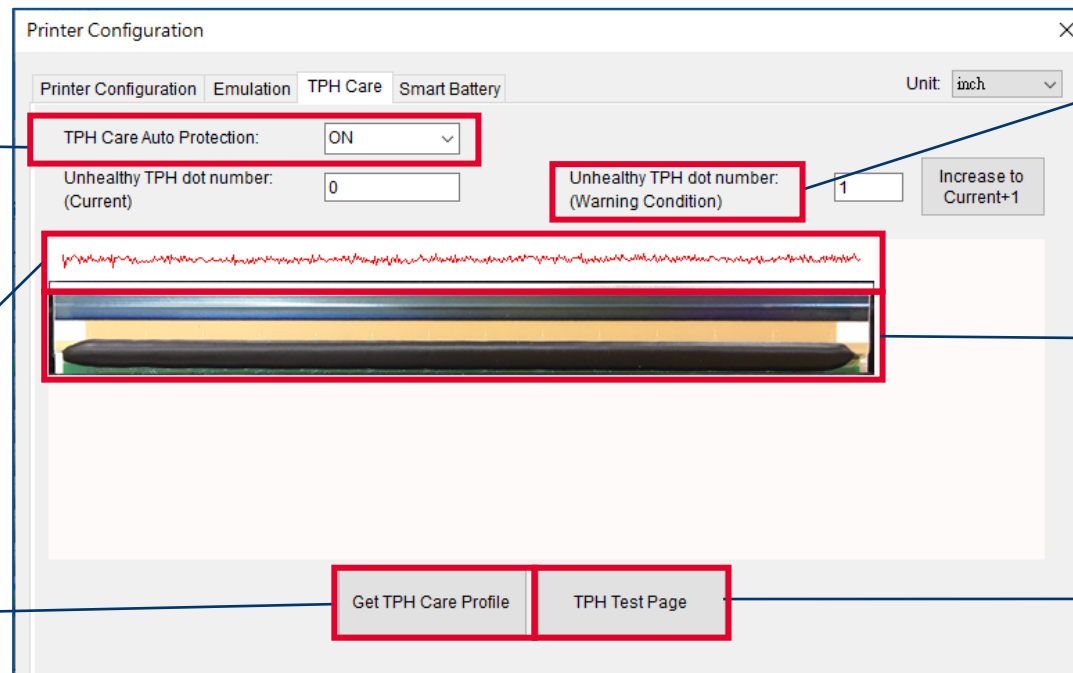 Printer Configuration
Printer Configuration Emulation TPH Care Smart Battery Unit: inch
TPH Care Auto Protection: ON
Unhealthy TPH dot number: 0
(Current)
Unhealthy TPH dot number: 1
(Warning Condition)
Increase to
Current+1
Get TPH Care Profile TPH Test Page